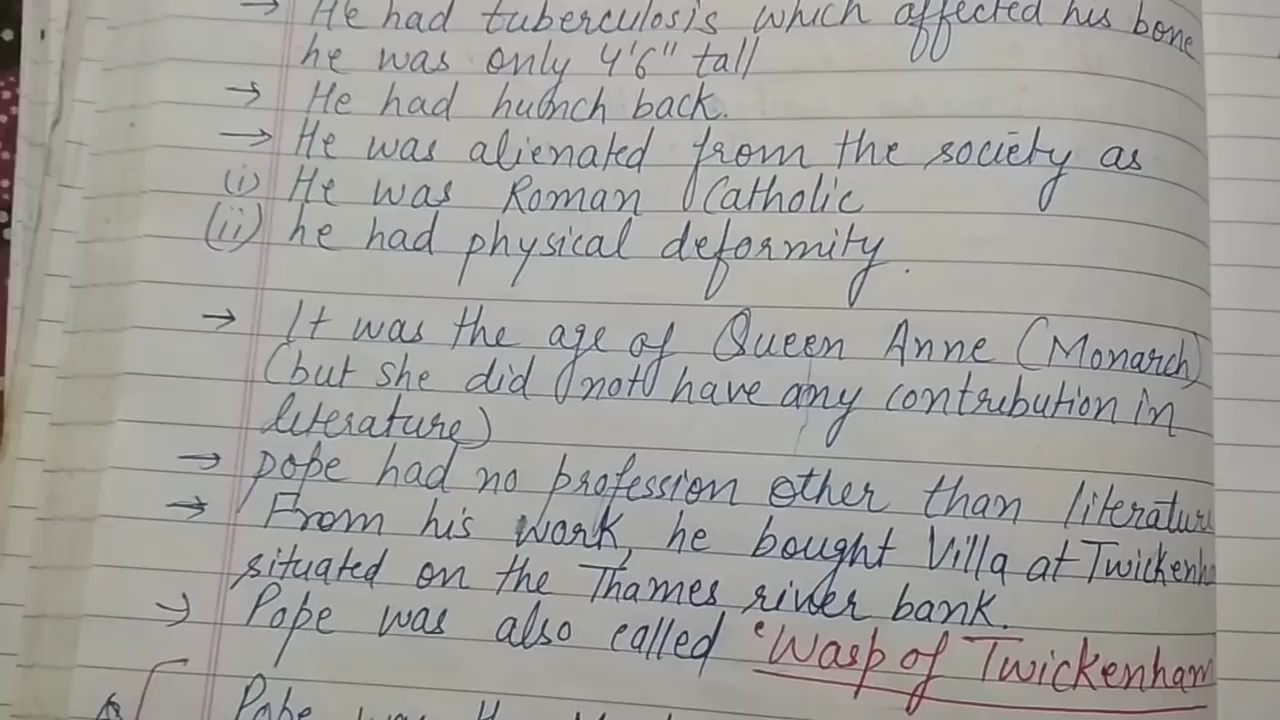 → He had tuberculosis which affected his bone
he was only 4'6" tall
→ He had hunch back.
→ He was alienated from the society as
(i) He was Roman Catholic
(ii) he had physical deformity.
→ It was the age of Queen Anne (Monarch)
(but she did not have any contribution in
literature)
→ pope had no profession other than literature
→ From his work, he bought Villa at Twickenh
situated on the Thames river bank.
→ Pope was also called 'Wasp of Twickenham
Pope was